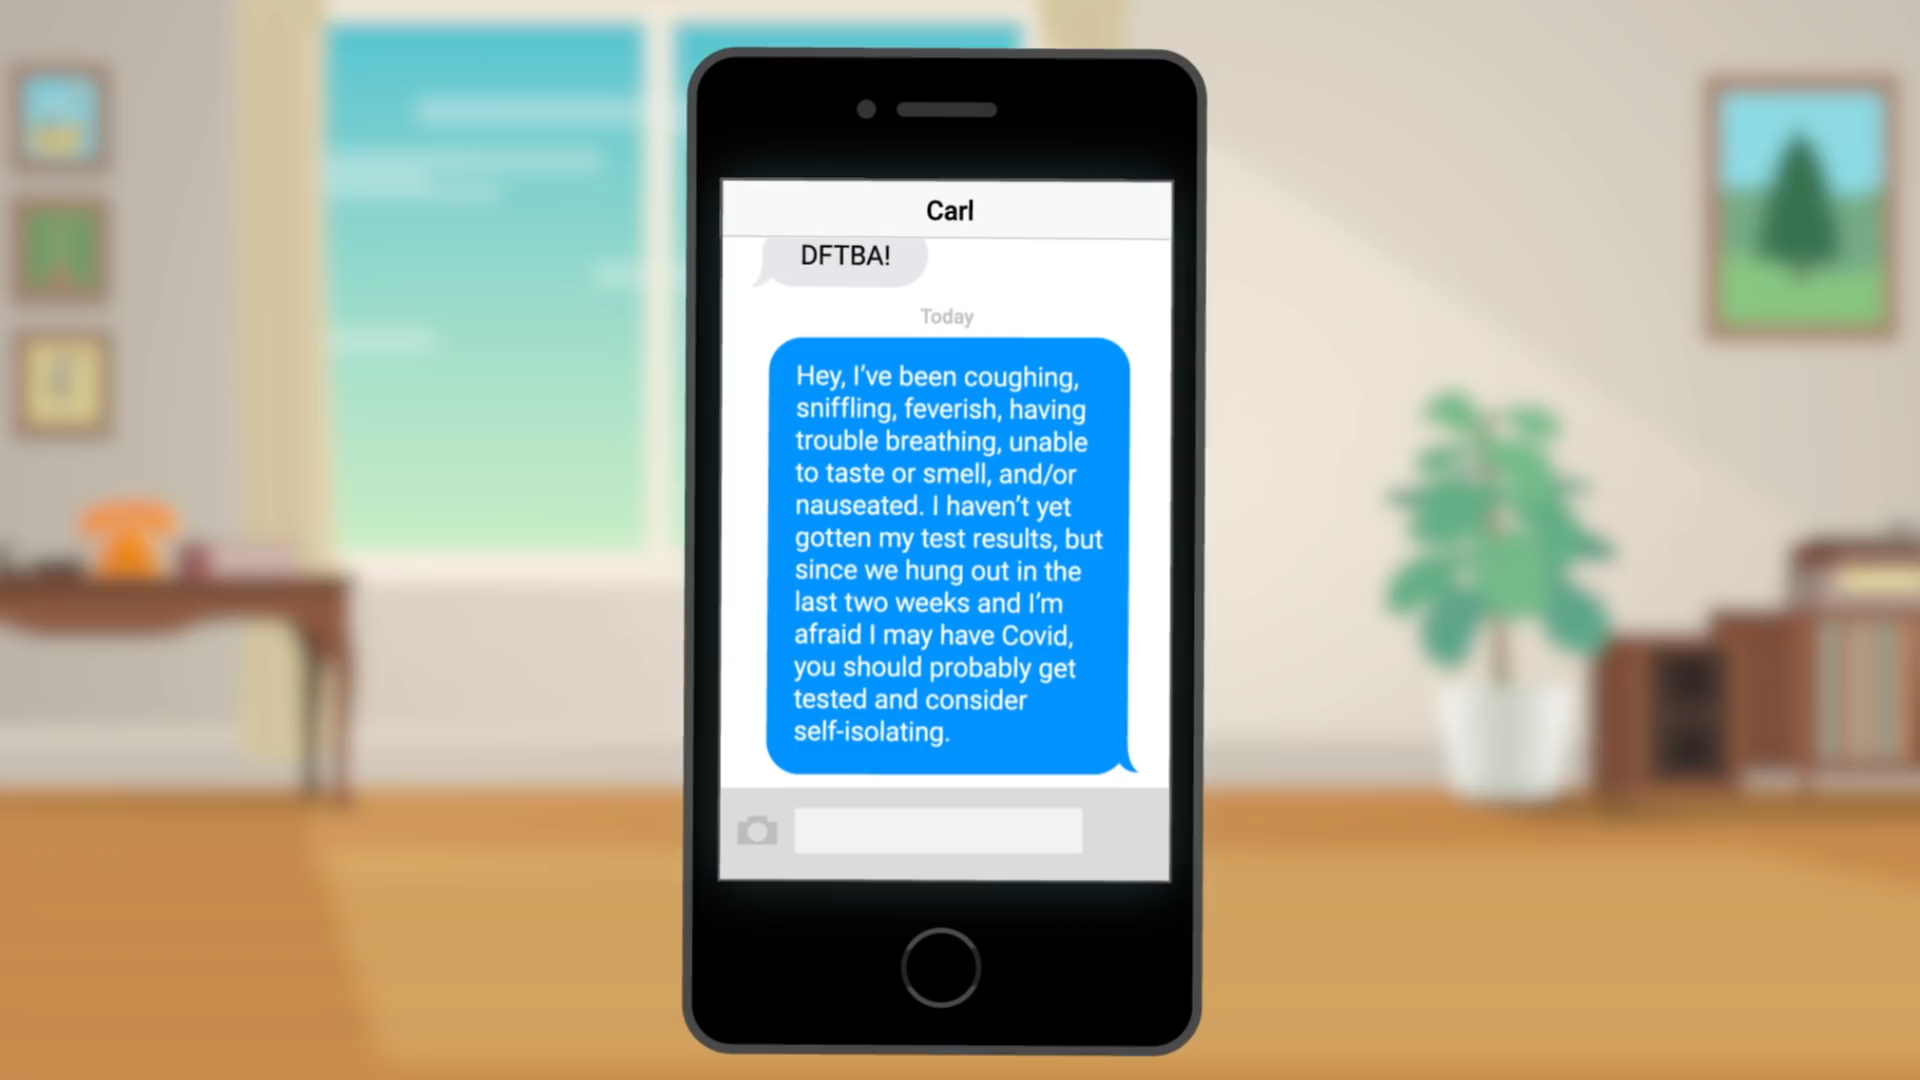 Carl
DFTBA!
Today
Hey, I’ve been coughing,
sniffling, feverish, having
trouble breathing, unable
to taste or smell, and/or
nauseated. I haven’t yet
gotten my test results, but
since we hung out in the
last two weeks and I’m
afraid I may have Covid,
you should probably get
tested and consider
self-isolating.